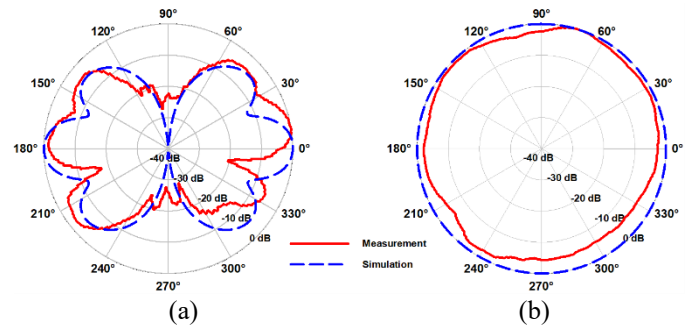 90° 90°
120° 60° 120° 60°
150° 30° 150° 30°
180° 0° 180° 0°
-40 dB -40 dB
-30 dB -30 dB
-20 dB -20 dB
-10 dB -10 dB
0 dB 0 dB
210° 330° 210° 330°
240° 300° 240° 300°
270° 270°
Measurement
Simulation
(a) (b)